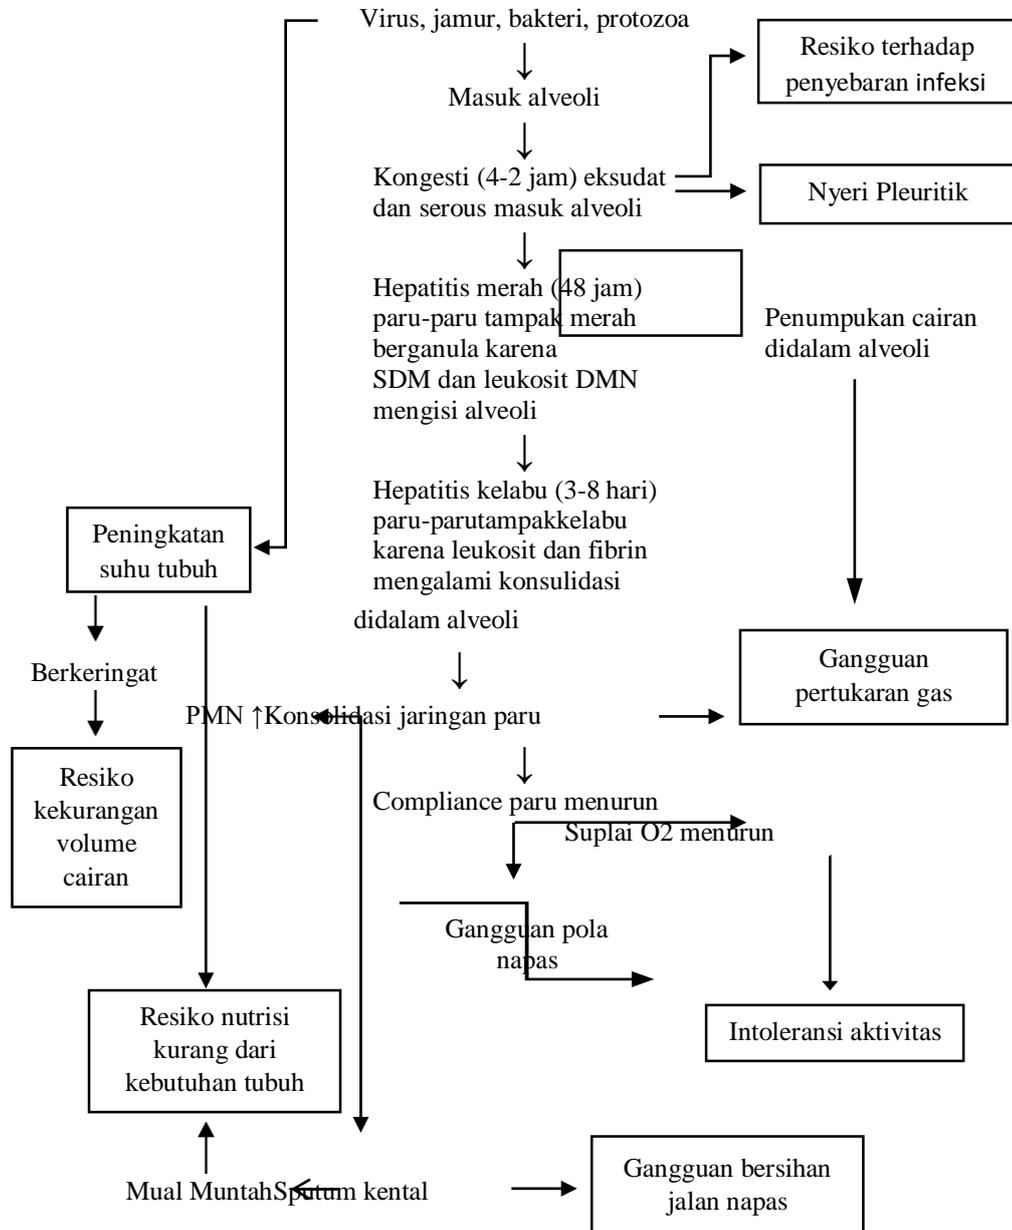 Virus, jamur, bakteri, protozoa
Resiko terhadap
penyebaran infeksi
Masuk alveoli
Kongesti (4-2 jam) eksudat
dan serous masuk alveoli
Nyeri Pleuritik
Hepatitis merah (48 jam)
paru-paru tampak merah
berganula karena
SDM dan leukosit DMN
mengisi alveoli
Penumpukan cairan
didalam alveoli
Hepatitis kelabu (3-8 hari)
paru-parutampakkelabu
karena leukosit dan fibrin
mengalami konsulidasi
didalam alveoli
Peningkatan
suhu tubuh
Berkeringat
Gangguan
pertukaran gas
PMN ↑Konsolidasi jaringan paru
Resiko
kekurangan
volume
cairan
Compliance paru menurun
Suplai O2 menurun
Gangguan pola
napas
Resiko nutrisi
kurang dari
kebutuhan tubuh
Intoleransi aktivitas
Mual MuntahSputum kental
Gangguan bersihan
jalan napas